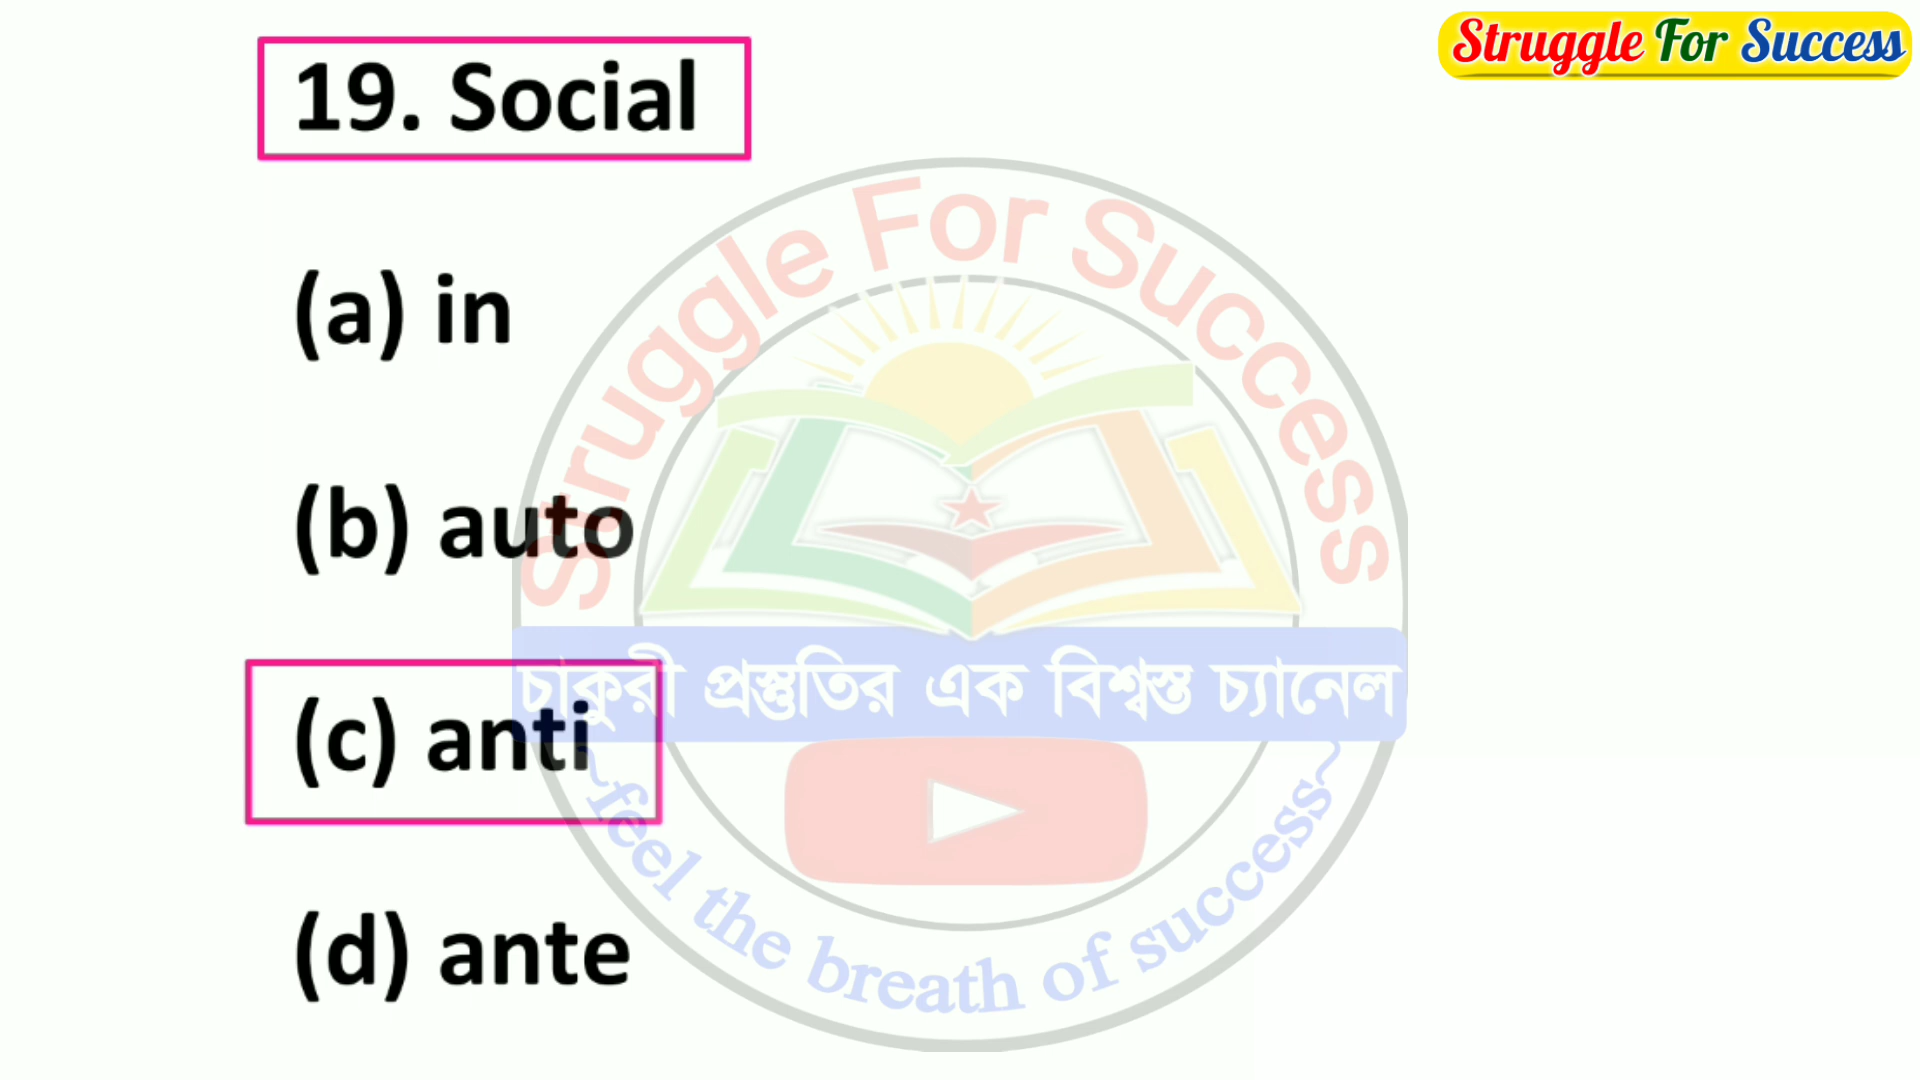 Struggle For Success
19. Social
(a) in
(b) auto
(c) anti
(d) ante
Struggle For Success
চাকুরী প্রস্তুতির এক বিশ্বস্ত চ্যানেল
~feel the breath of success~